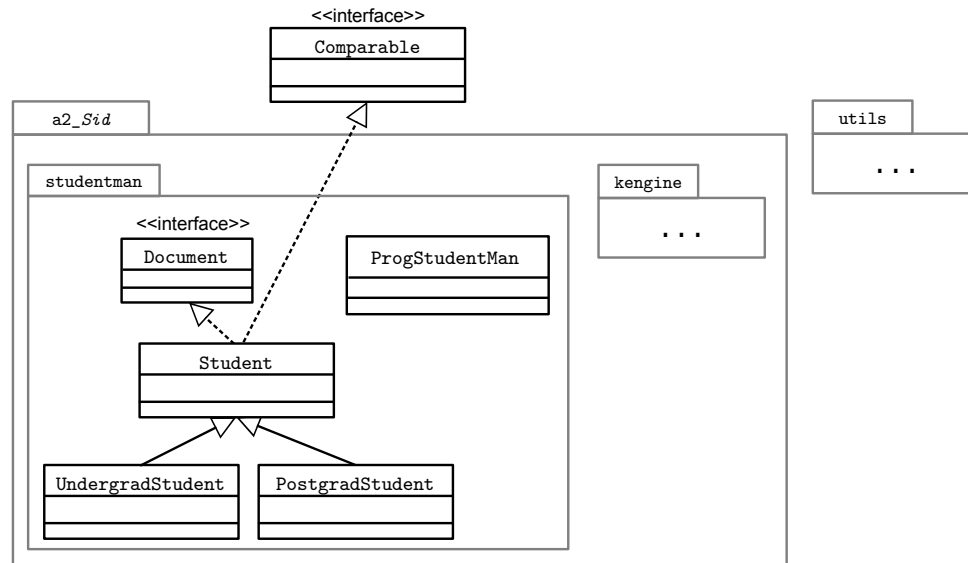 <<interface>>
Comparable
a2_Sid
utils
...
studentman
kengine
...
<<interface>>
Document
ProgStudentMan
Student
UndergradStudent
PostgradStudent